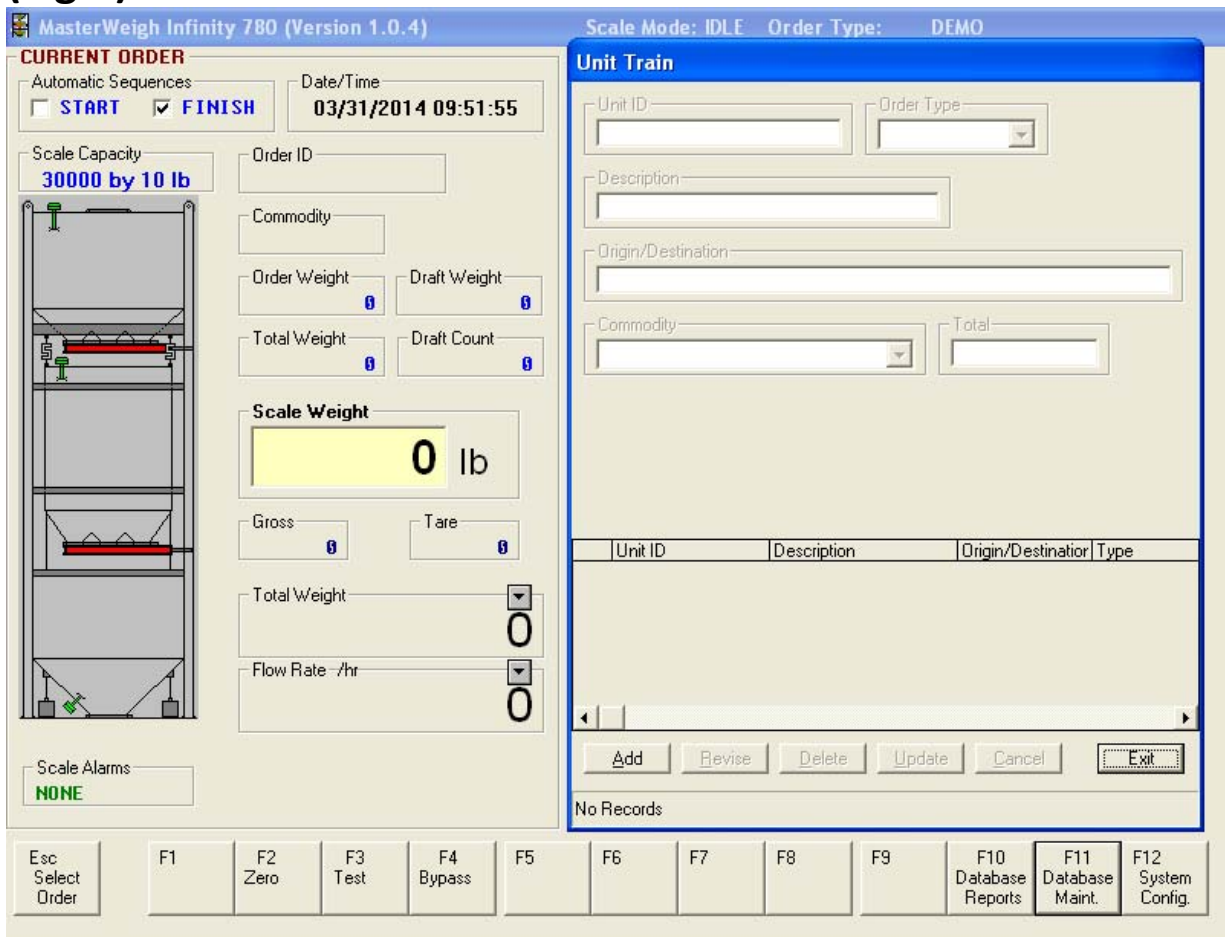 MasterWeigh Infinity 780 (Version 1.0.4) Scale Mode: IDLE Order Type: DEMO
CURRENT ORDER
Automatic Sequences
START FINISH
Date/Time
03/31/2014 09:51:55
Scale Capacity
30000 by 10 lb
Order ID
Commodity
Order Weight
0
Draft Weight
0
Total Weight
0
Draft Count
0
Scale Weight
0 lb
Gross
0
Tare
0
Total Weight
0
Flow Rate -/hr
0
Scale Alarms
NONE
Unit Train
Unit ID
Order Type
Description
Origin/Destination
Commodity
Total
Unit ID Description Origin/Destination Type
Add Revise Delete Update Cancel Exit
No Records
Esc
Select
Order
F1
F2
Zero
F3
Test
F4
Bypass
F5
F6
F7
F8
F9
F10
Database
Reports
F11
Database
Maint.
F12
System
Config.